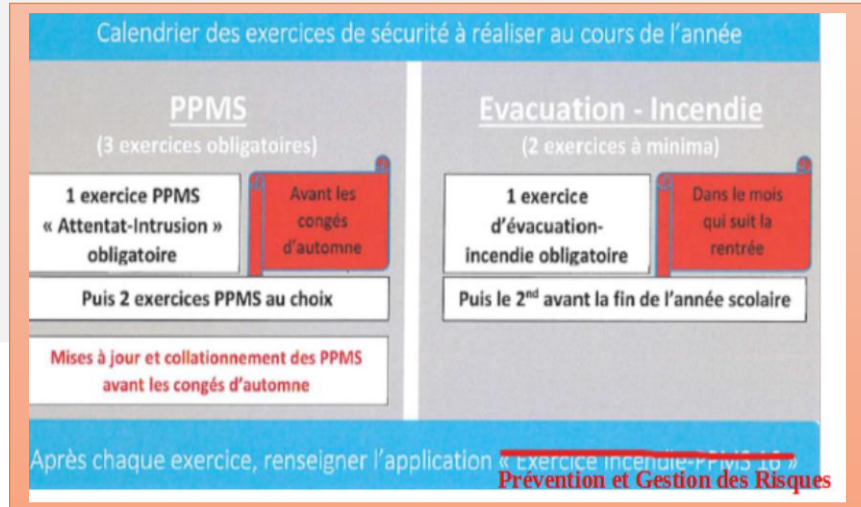 Calendrier des exercices de sécurité à réaliser au cours de l'année
PPMS
(3 exercices obligatoires)
1 exercice PPMS
« Attentat-Intrusion »
obligatoire
Avant les
congés
d'automne
Puis 2 exercices PPMS au choix
Mises à jour et collationnement des PPMS
avant les congés d'automne
Evacuation - Incendie
(2 exercices à minima)
1 exercice
d'évacuation-
incendie obligatoire
Dans le mois
qui suit la
rentrée
Puis le 2nd avant la fin de l'année scolaire
Après chaque exercice, renseigner l'application « Exercice Incendie-PPMS 16 »
Prévention et Gestion des Risques